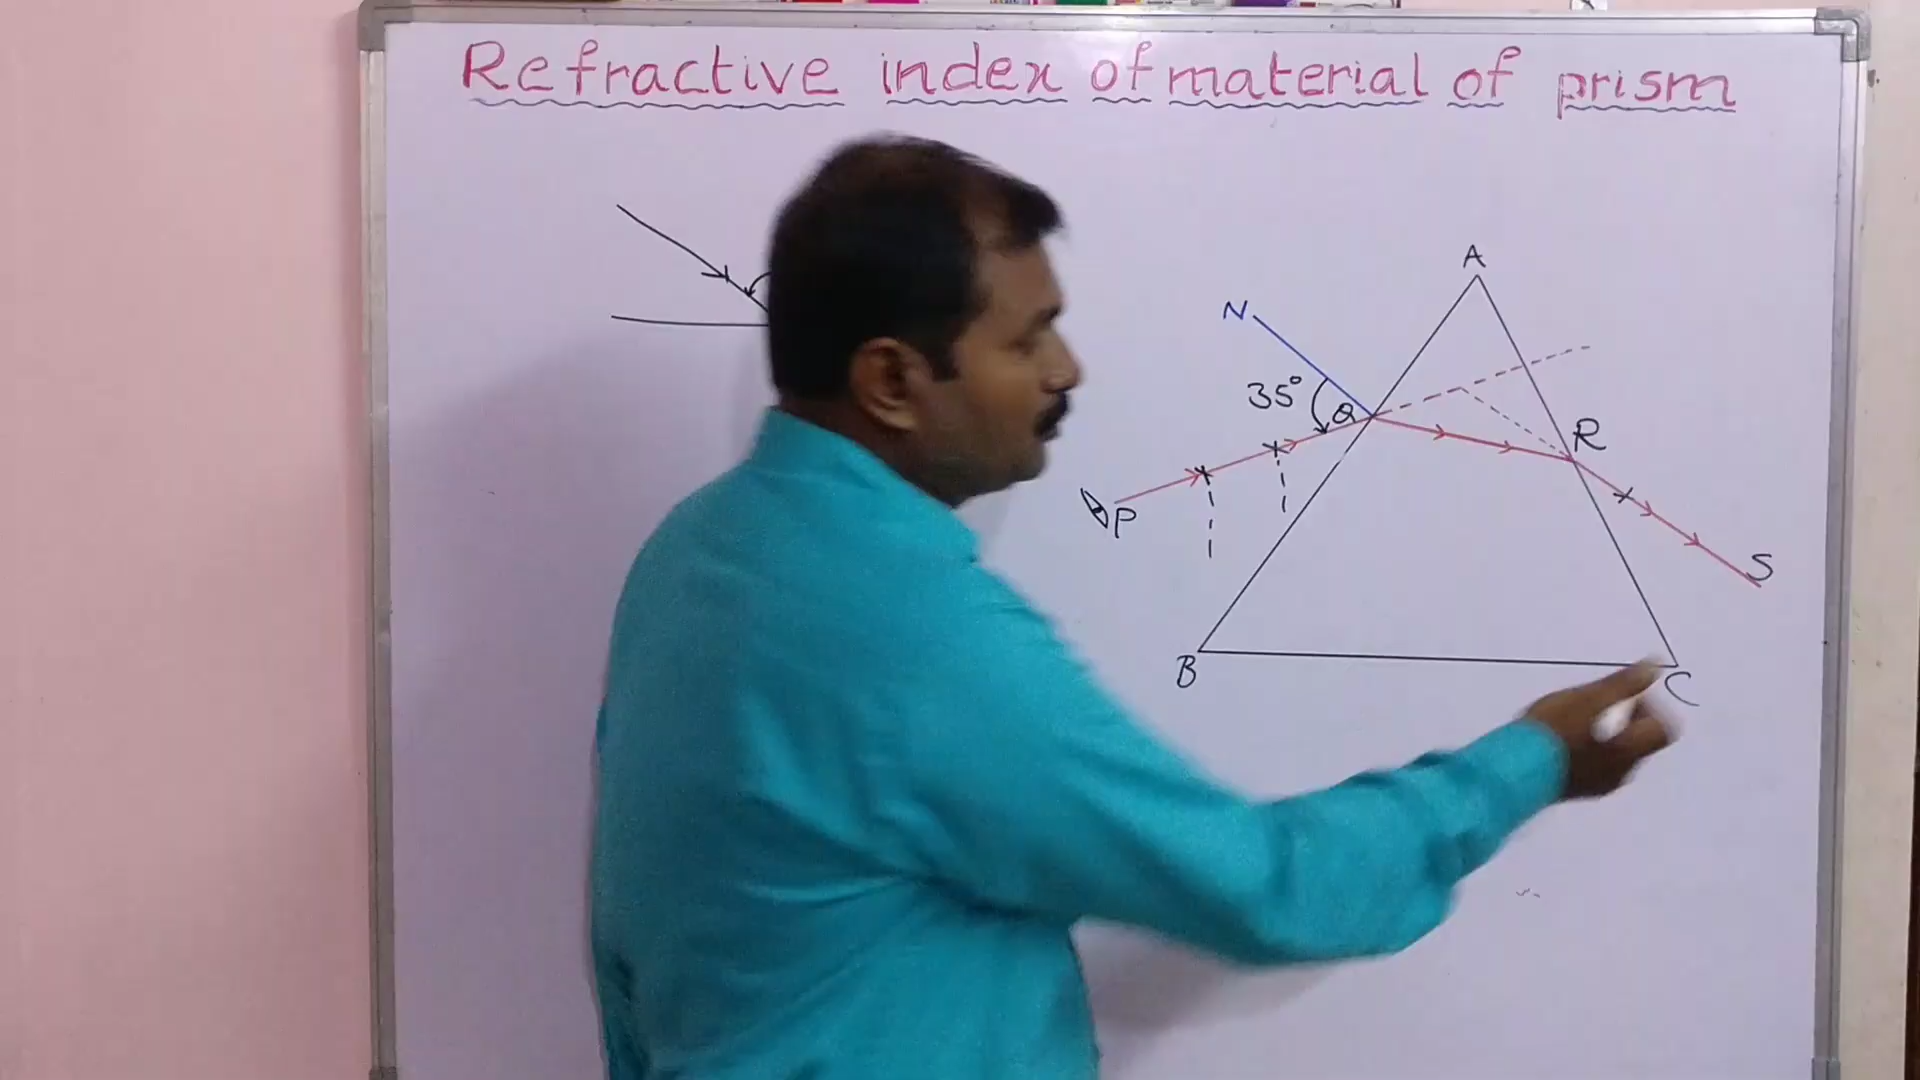 Refractive index of material of prism
A
N
35°
Q
R
P
S
B
C